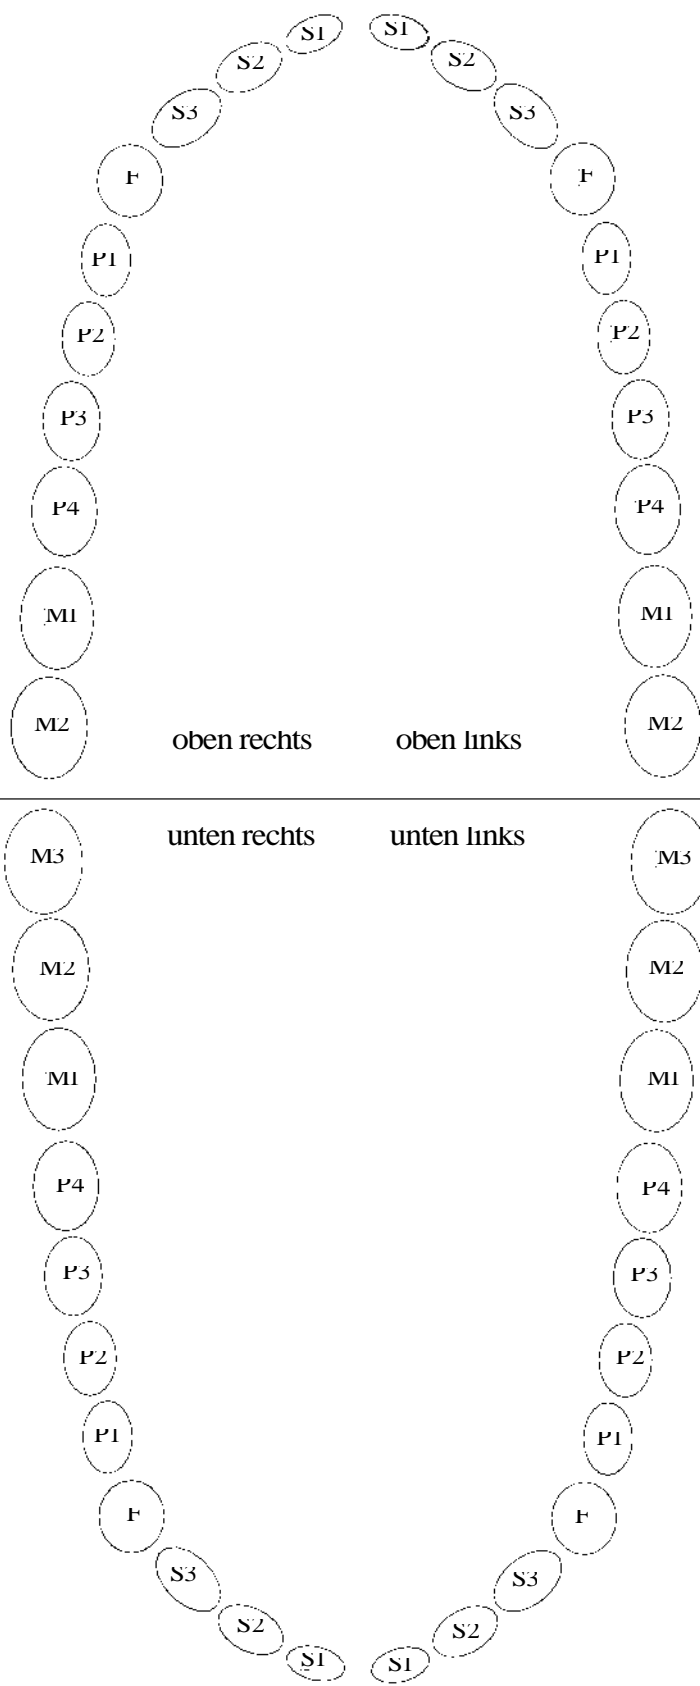 S1 S1
S2 S2
S3 S3
F F
P1 P1
P2 P2
P3 P3
P4 P4
M1 M1
M2 M2
oben rechts oben links
unten rechts unten links
M3 M3
M2 M2
M1 M1
P4 P4
P3 P3
P2 P2
P1 P1
F F
S3 S3
S2 S2
S1 S1